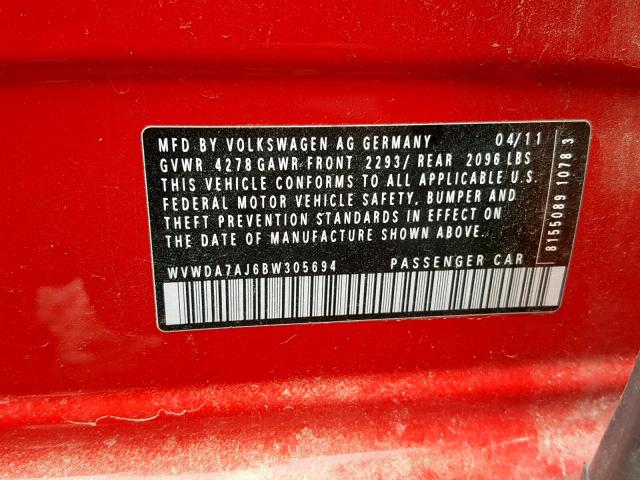 MFD BY VOLKSWAGEN AG GERMANY 04/11
GVWR 4278 GAWR FRONT 2293/ REAR 2096 LBS
THIS VEHICLE CONFORMS TO ALL APPLICABLE U.S.
FEDERAL MOTOR VEHICLE SAFETY, BUMPER AND
THEFT PREVENTION STANDARDS IN EFFECT ON
THE DATE OF MANUFACTURE SHOWN ABOVE.
WVWDA7AJ6BW305694 PASSENGER CAR
8155089 1078 3